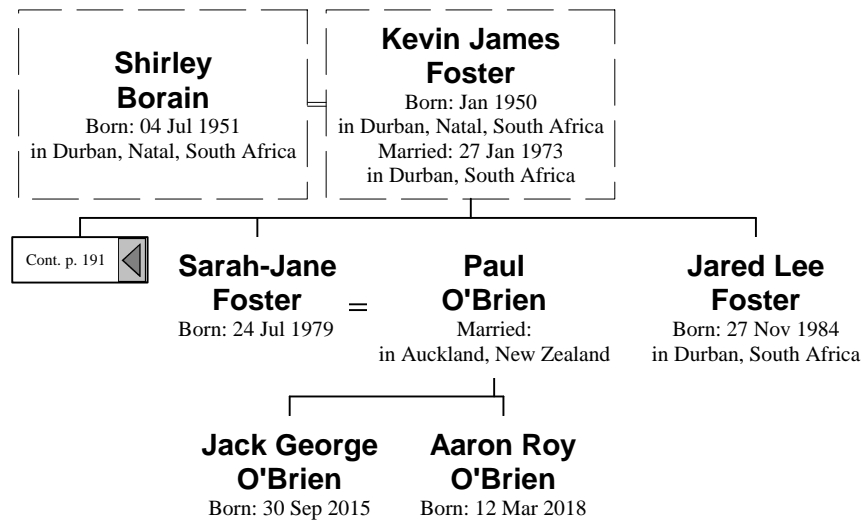 Shirley
Borain
Born: 04 Jul 1951
in Durban, Natal, South Africa
Kevin James
Foster
Born: Jan 1950
in Durban, Natal, South Africa
Married: 27 Jan 1973
in Durban, South Africa
Cont. p. 191
Sarah-Jane
Foster
Born: 24 Jul 1979
=
Paul
O'Brien
Married:
in Auckland, New Zealand
Jared Lee
Foster
Born: 27 Nov 1984
in Durban, South Africa
Jack George
O'Brien
Born: 30 Sep 2015
Aaron Roy
O'Brien
Born: 12 Mar 2018